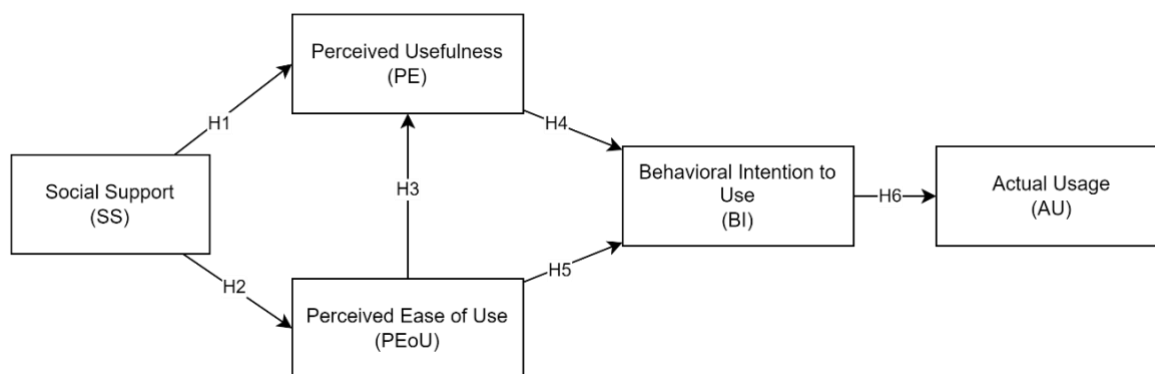 Perceived Usefulness
(PE)
H1
H4
Social Support
(SS)
H3
Behavioral Intention to
Use
(BI)
H6
Actual Usage
(AU)
H2
H5
Perceived Ease of Use
(PEoU)